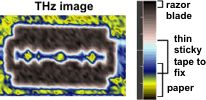 THz image
razor
blade
thin
sticky
tape to
fix
paper